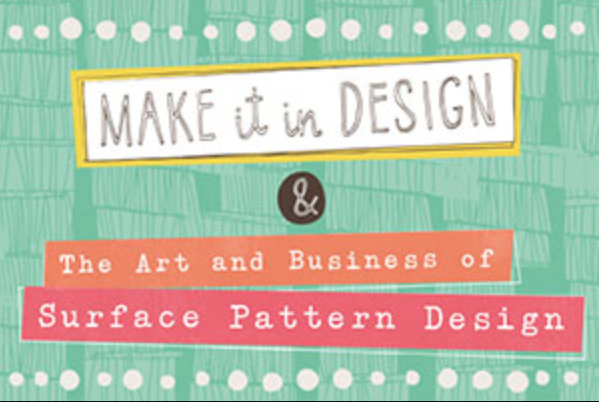 MAKE it in DESIGN
&
The Art and Business of
Surface Pattern Design